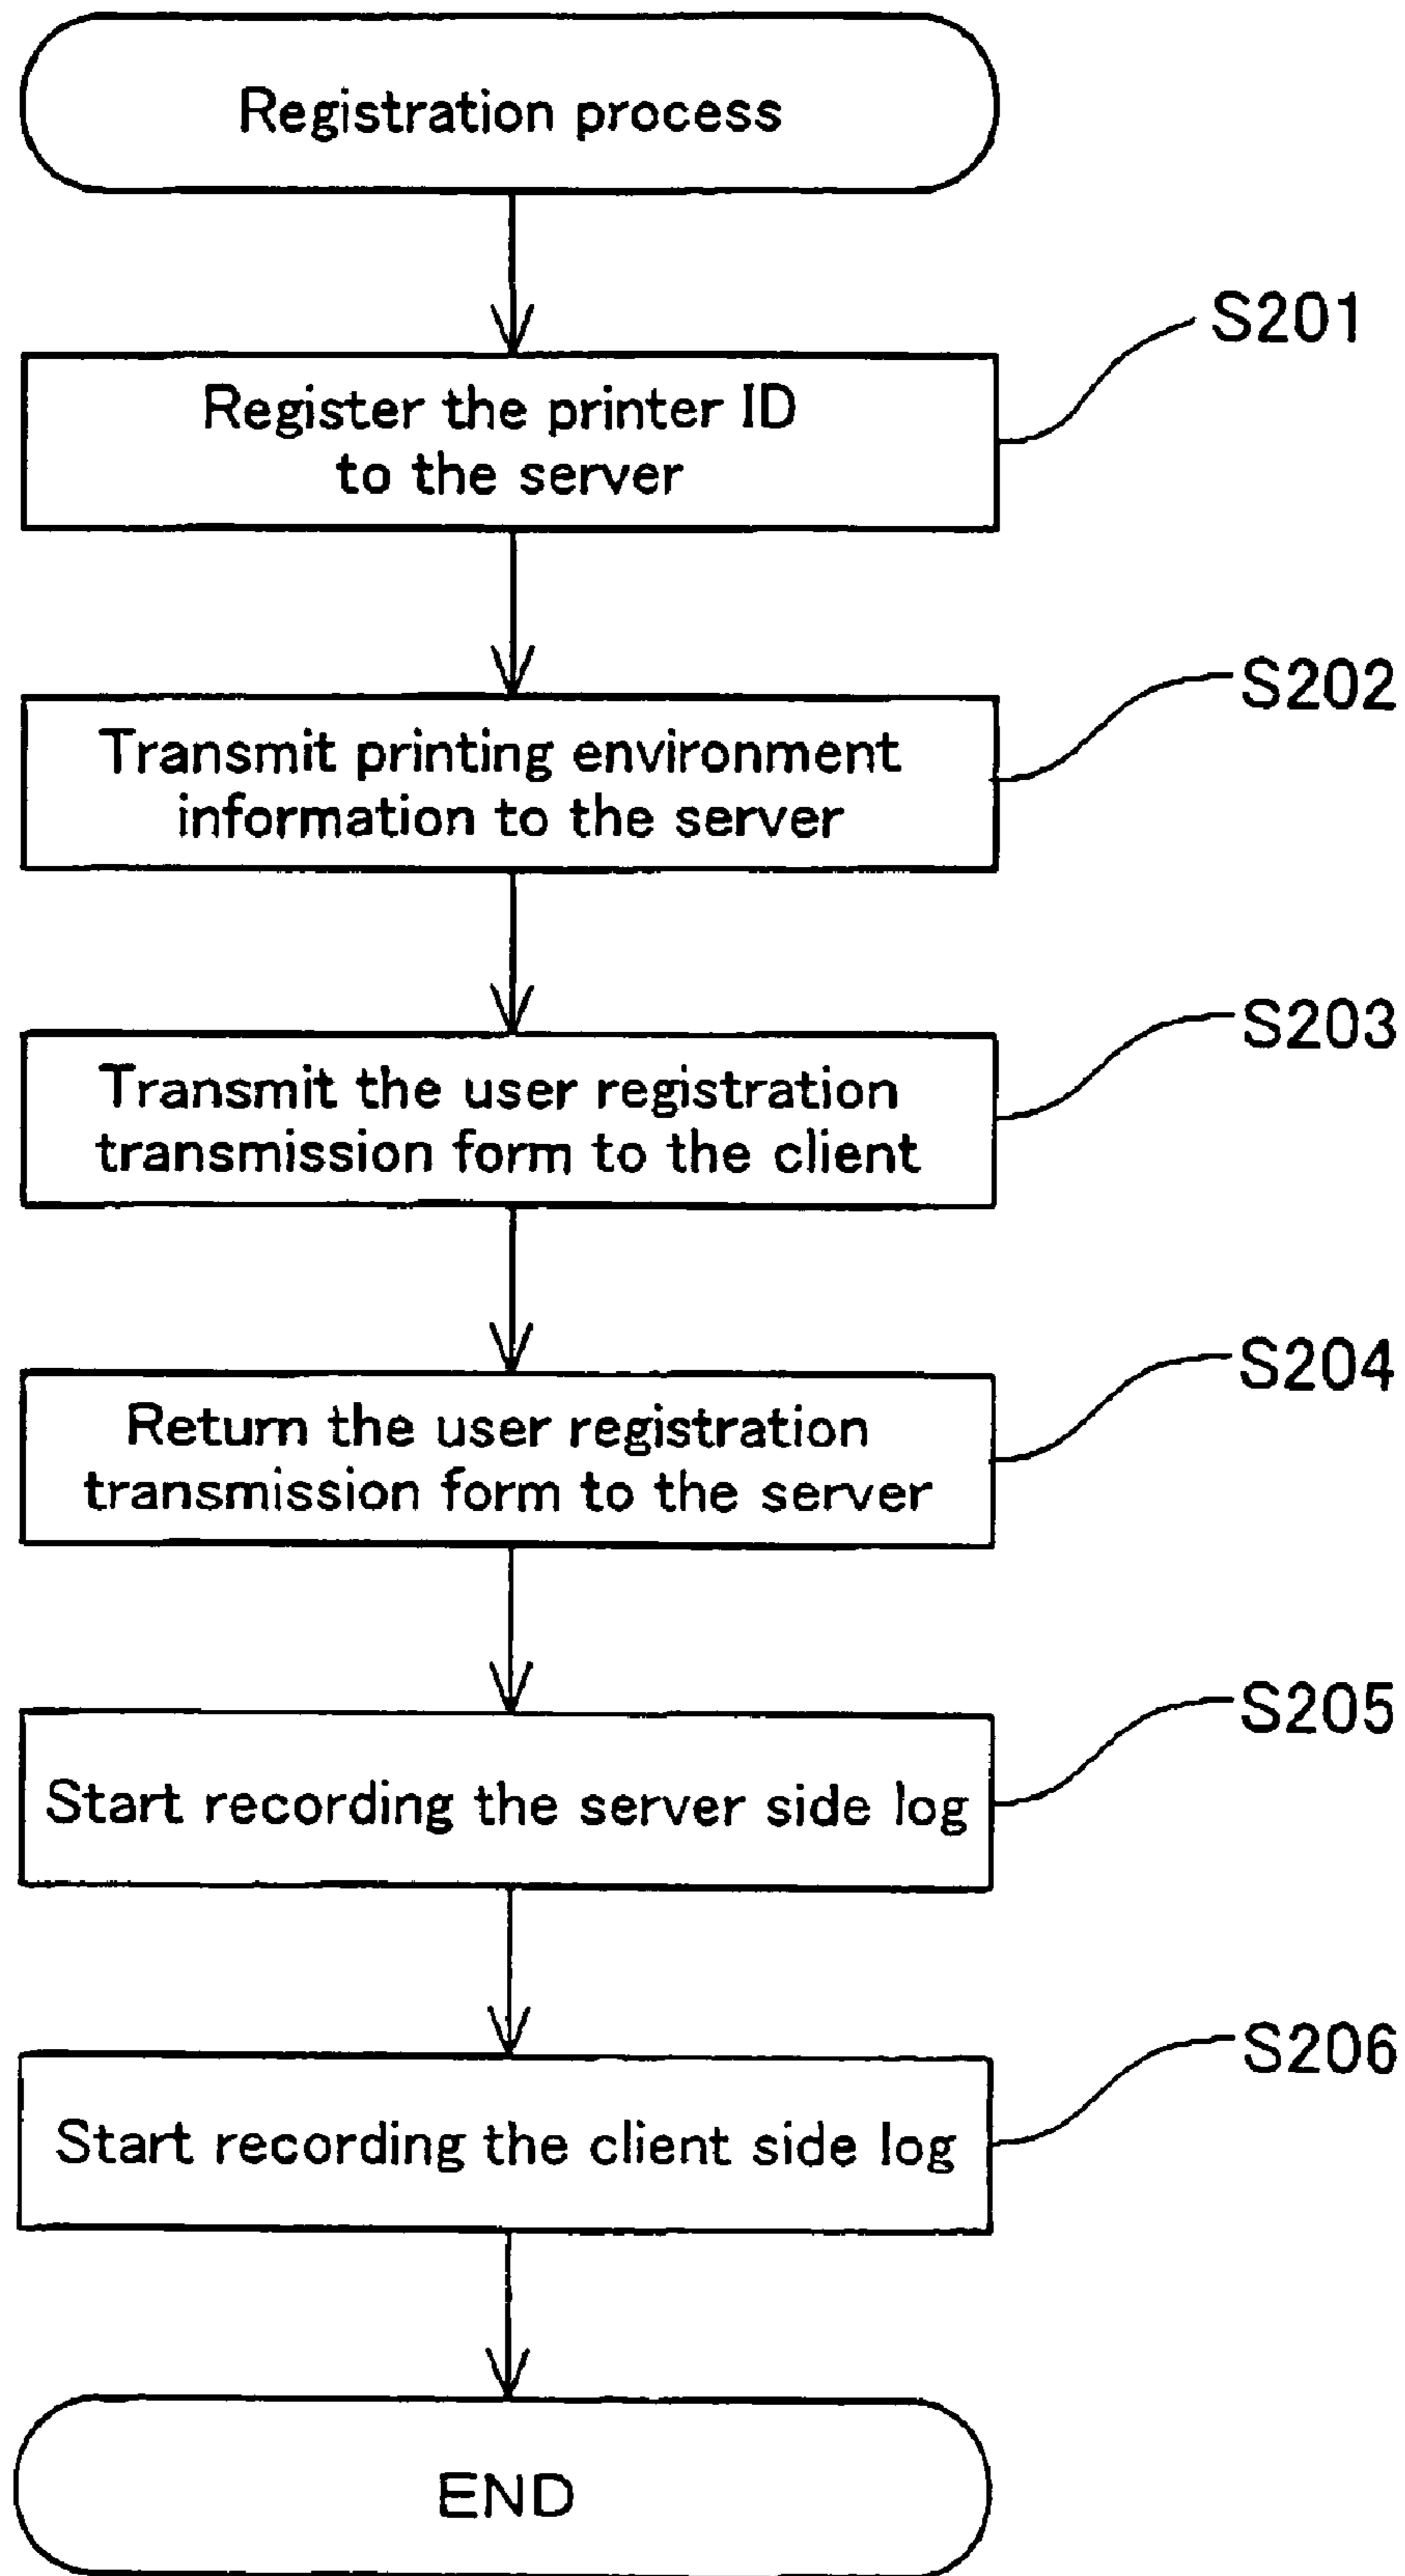 Registration process
S201
Register the printer ID
to the server
S202
Transmit printing environment
information to the server
S203
Transmit the user registration
transmission form to the client
S204
Return the user registration
transmission form to the server
S205
Start recording the server side log
S206
Start recording the client side log
END